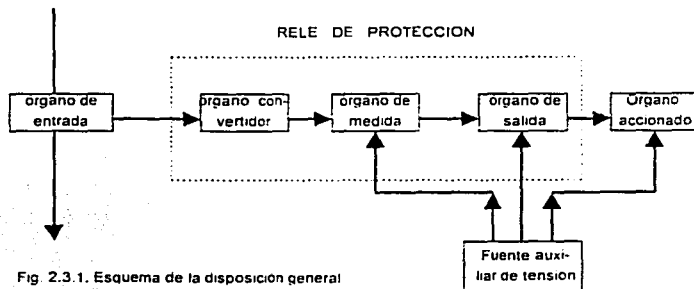 RELE DE PROTECCION
organo de
entrada
organo con-
vertidor
organo de
medida
organo de
salida
Organo
accionado
Fuente auxi-
liar de tension
Fig. 2.3.1. Esquema de la disposición general